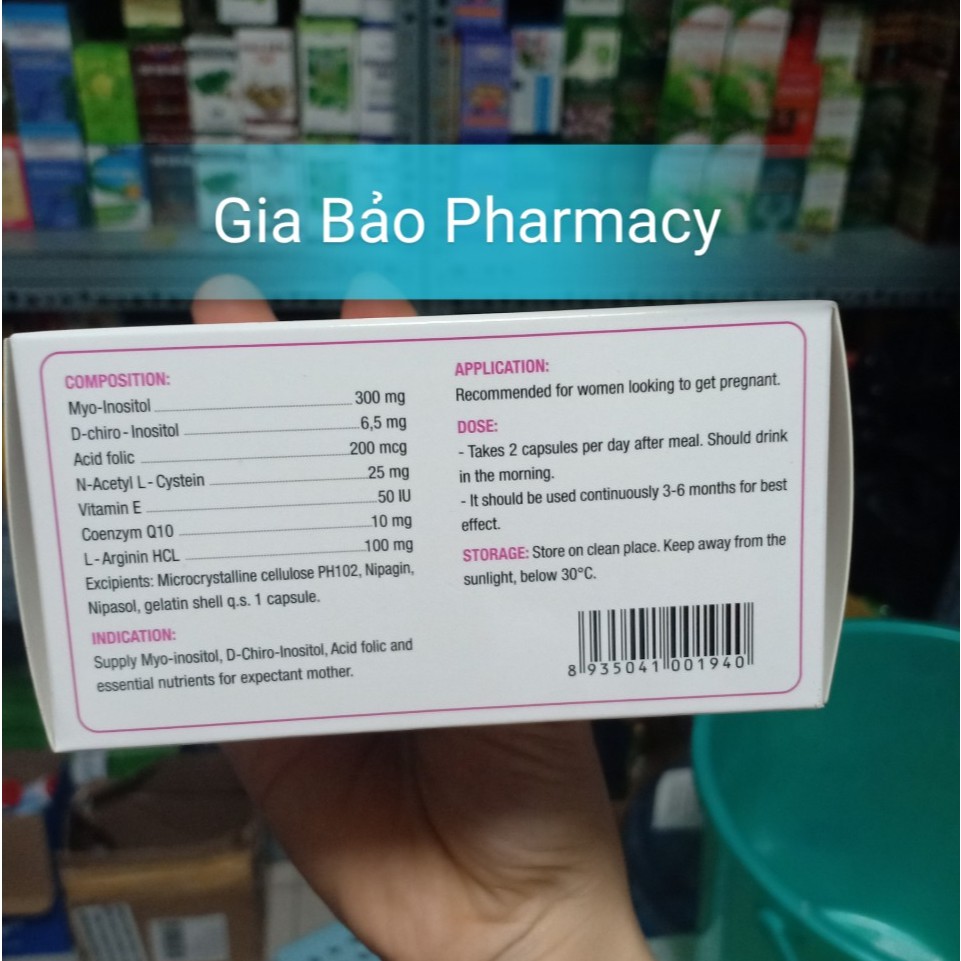 Gia Bảo Pharmacy
COMPOSITION:
Myo-Inositol 300 mg
D-chiro-Inositol 6,5 mg
Acid folic 200 mcg
N-Acetyl L-Cystein 25 mg
Vitamin E 50 IU
Coenzym Q10 10 mg
L-Arginin HCL 100 mg
Excipients: Microcrystalline cellulose PH102, Nipagin,
Nipasol, gelatin shell q.s. 1 capsule.
INDICATION:
Supply Myo-inositol, D-Chiro-Inositol, Acid folic and
essential nutrients for expectant mother.
APPLICATION:
Recommended for women looking to get pregnant.
DOSE:
- Takes 2 capsules per day after meal. Should drink
in the morning.
- It should be used continuously 3-6 months for best
effect.
STORAGE: Store on clean place. Keep away from the
sunlight, below 30°C.
8 935041 001940